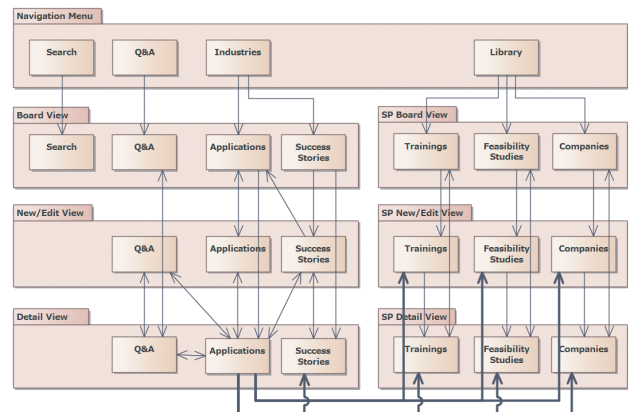 Navigation Menu
Search
Q&A
Industries
Library
Board View
Search
Q&A
Applications
Success
Stories
SP Board View
Trainings
Feasibility
Studies
Companies
New/Edit View
Q&A
Applications
Success
Stories
SP New/Edit View
Trainings
Feasibility
Studies
Companies
Detail View
Q&A
Applications
Success
Stories
SP Detail View
Trainings
Feasibility
Studies
Companies